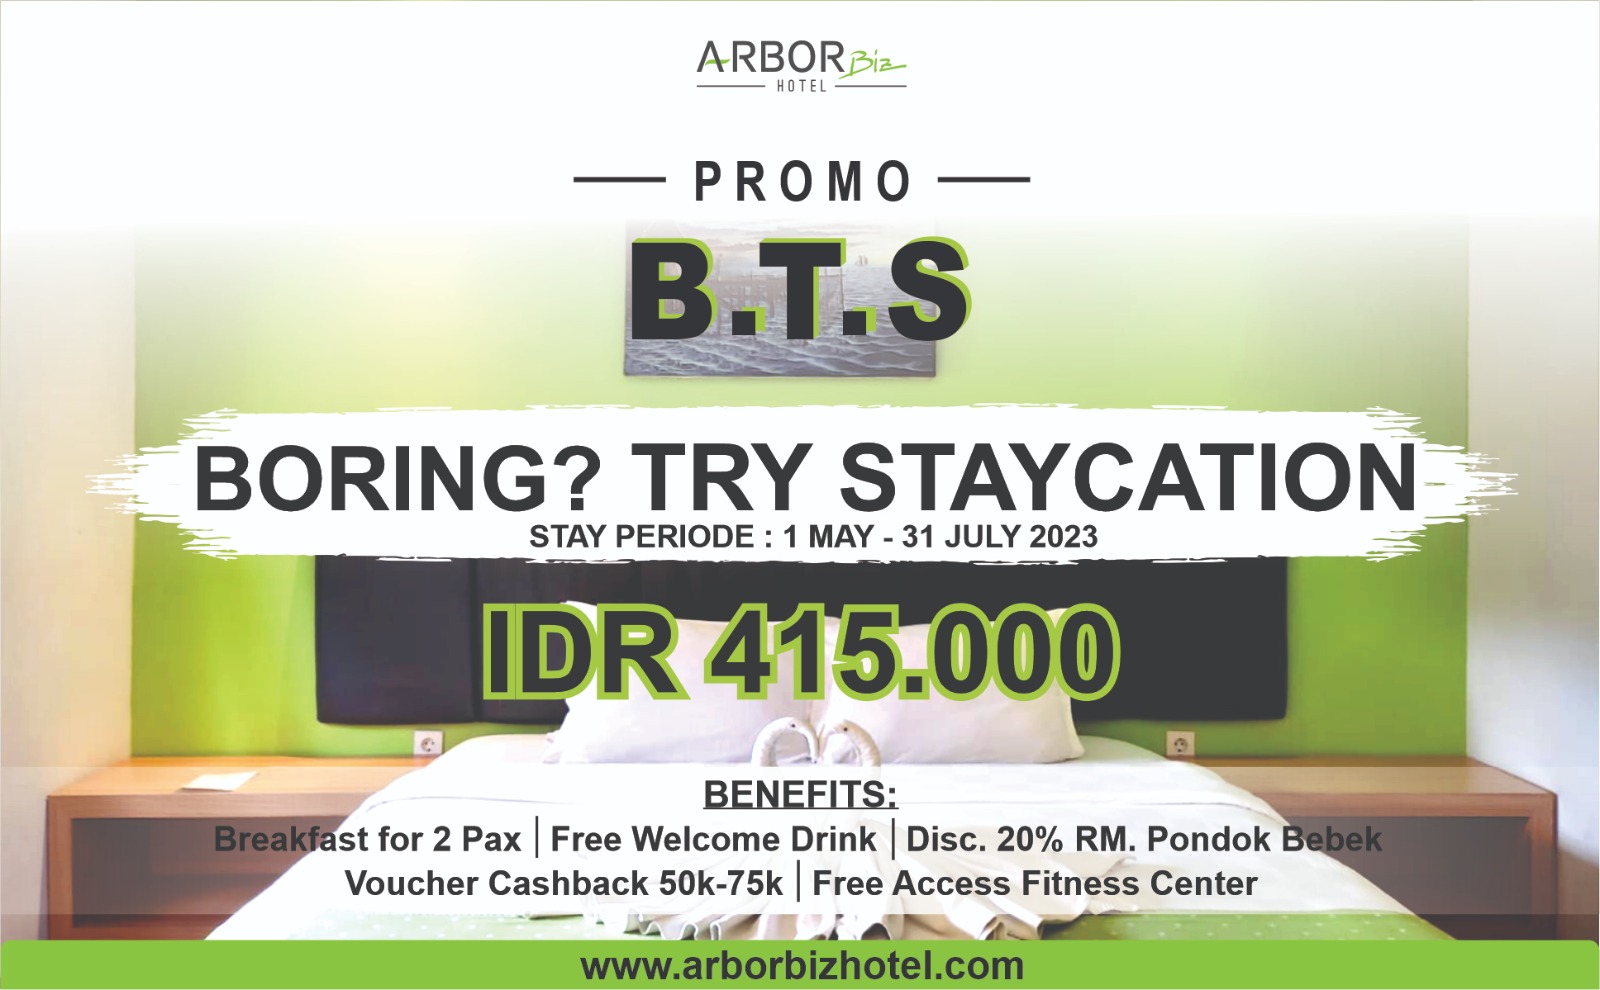 ARBOR Biz
HOTEL
PROMO
B.T.S
BORING? TRY STAYCATION
STAY PERIODE : 1 MAY - 31 JULY 2023
IDR 415.000
BENEFITS:
Breakfast for 2 Pax | Free Welcome Drink | Disc. 20% RM. Pondok Bebek
Voucher Cashback 50k-75k | Free Access Fitness Center
www.arborbizhotel.com